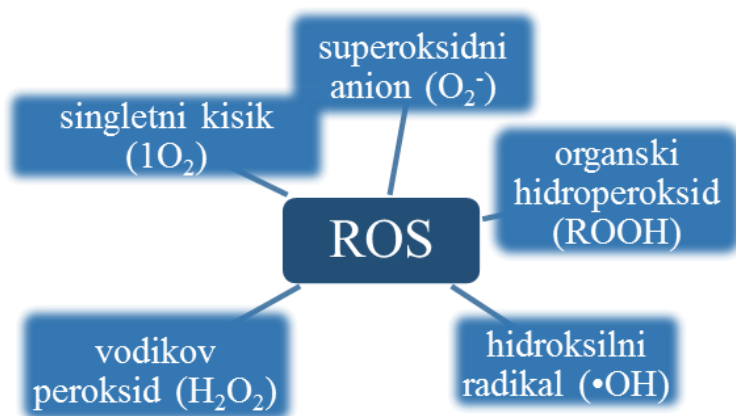 superoksidni
anion (O₂⁻)
singletni kisik
(1O₂)
organski
hidroperoksid
(ROOH)
ROS
vodikov
peroksid (H₂O₂)
hidroksilni
radikal (•OH)